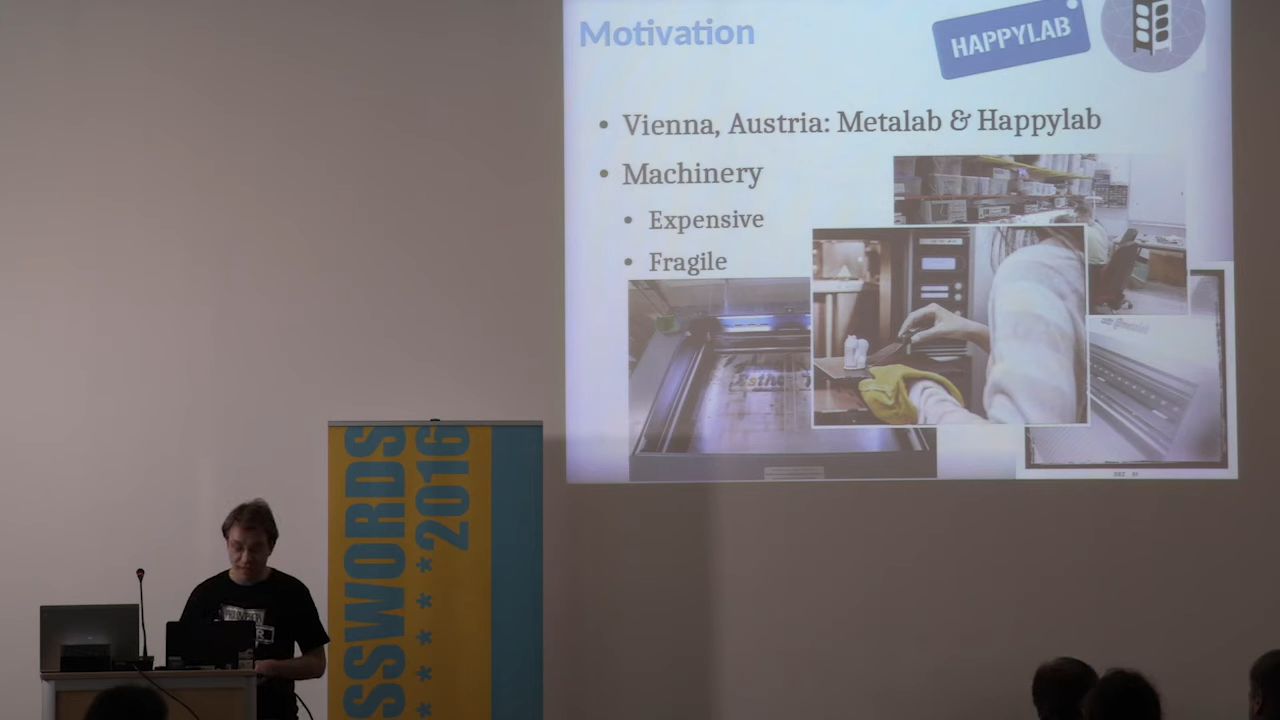 Motivation
HAPPYLAB
• Vienna, Austria: Metalab & Happylab
• Machinery
• Expensive
• Fragile
SSWORDS
2016
******